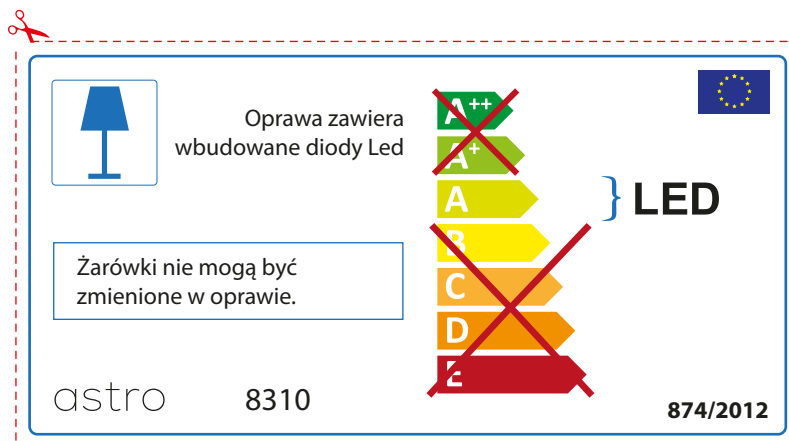 Oprawa zawiera
wbudowane diody Led
A++
A+
A
B
C
D
E
LED
Żarówki nie mogą być
zmienione w oprawie.
astro
8310
874/2012